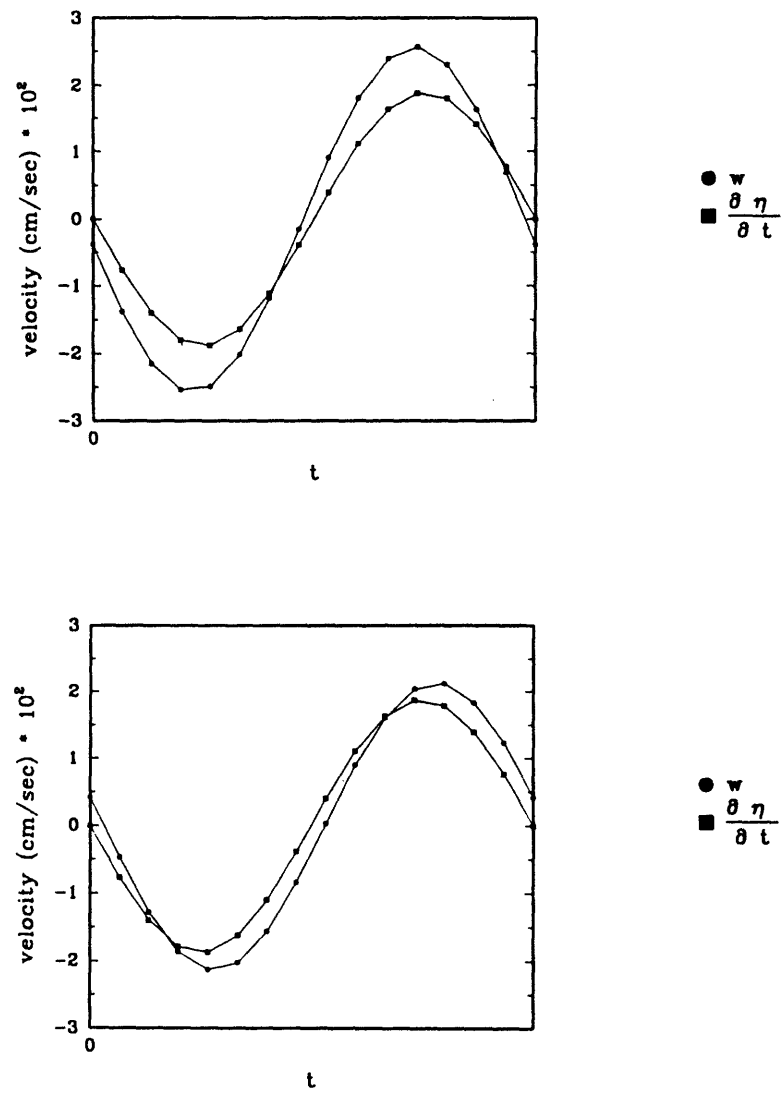 3
2
1
0
-1
-2
-3
velocity (cm/sec) * 10²
0
t
● w
■ ∂ η
∂ t
3
2
1
0
-1
-2
-3
velocity (cm/sec) * 10²
0
t
● w
■ ∂ η
∂ t